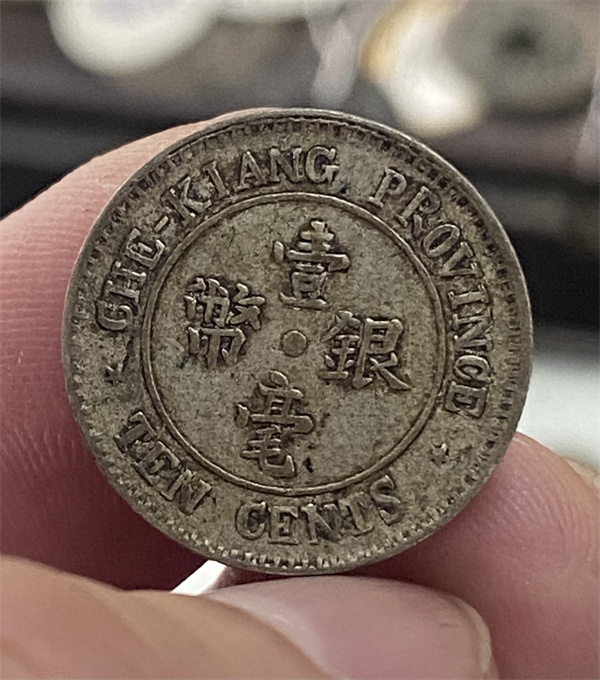 CHE-KIANG PROVINCE
壹毫銀幣
TEN CENTS